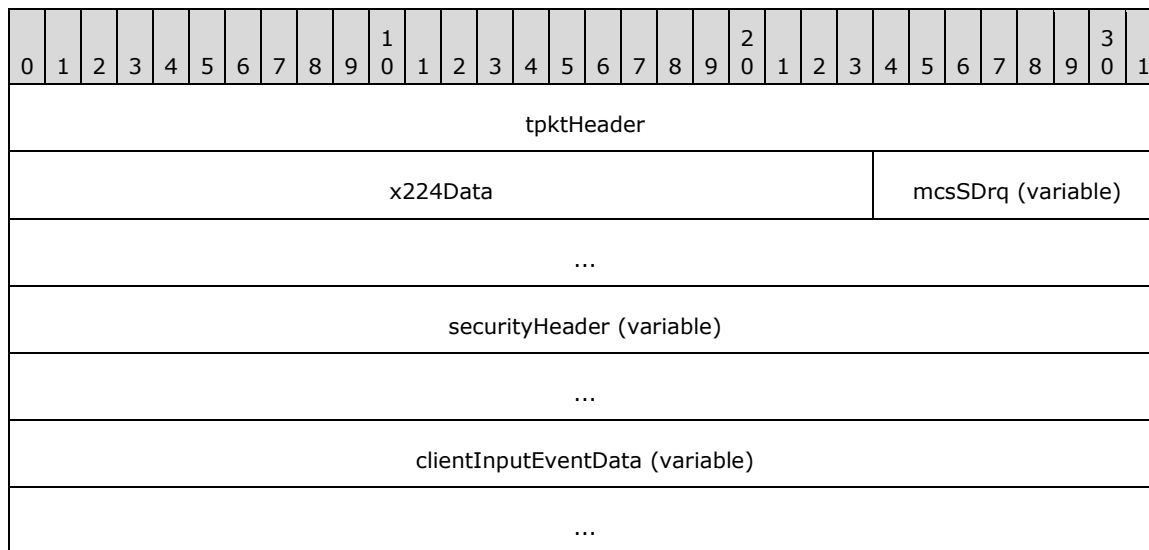 1 2 3
0 1 2 3 4 5 6 7 8 9 0 1 2 3 4 5 6 7 8 9 0 1 2 3 4 5 6 7 8 9 0 1
tpktHeader
x224Data mcsSDrq (variable)
...
securityHeader (variable)
...
clientInputEventData (variable)
...